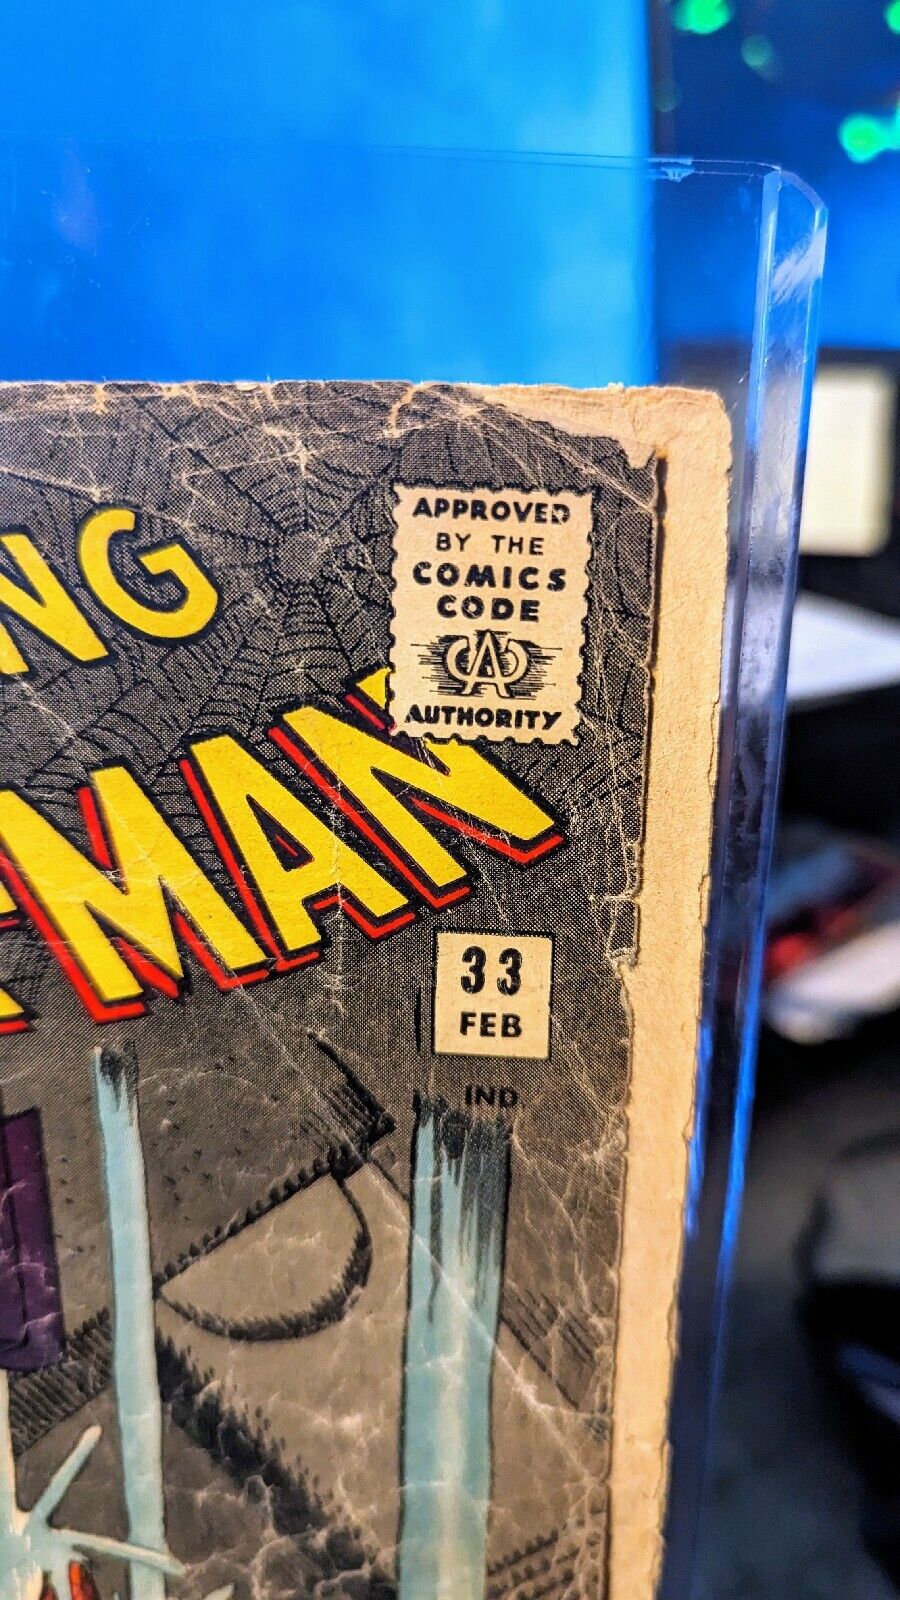 NG
APPROVED
BY THE
COMICS
CODE
CA
AUTHORITY
MAN
33
FEB
IND.